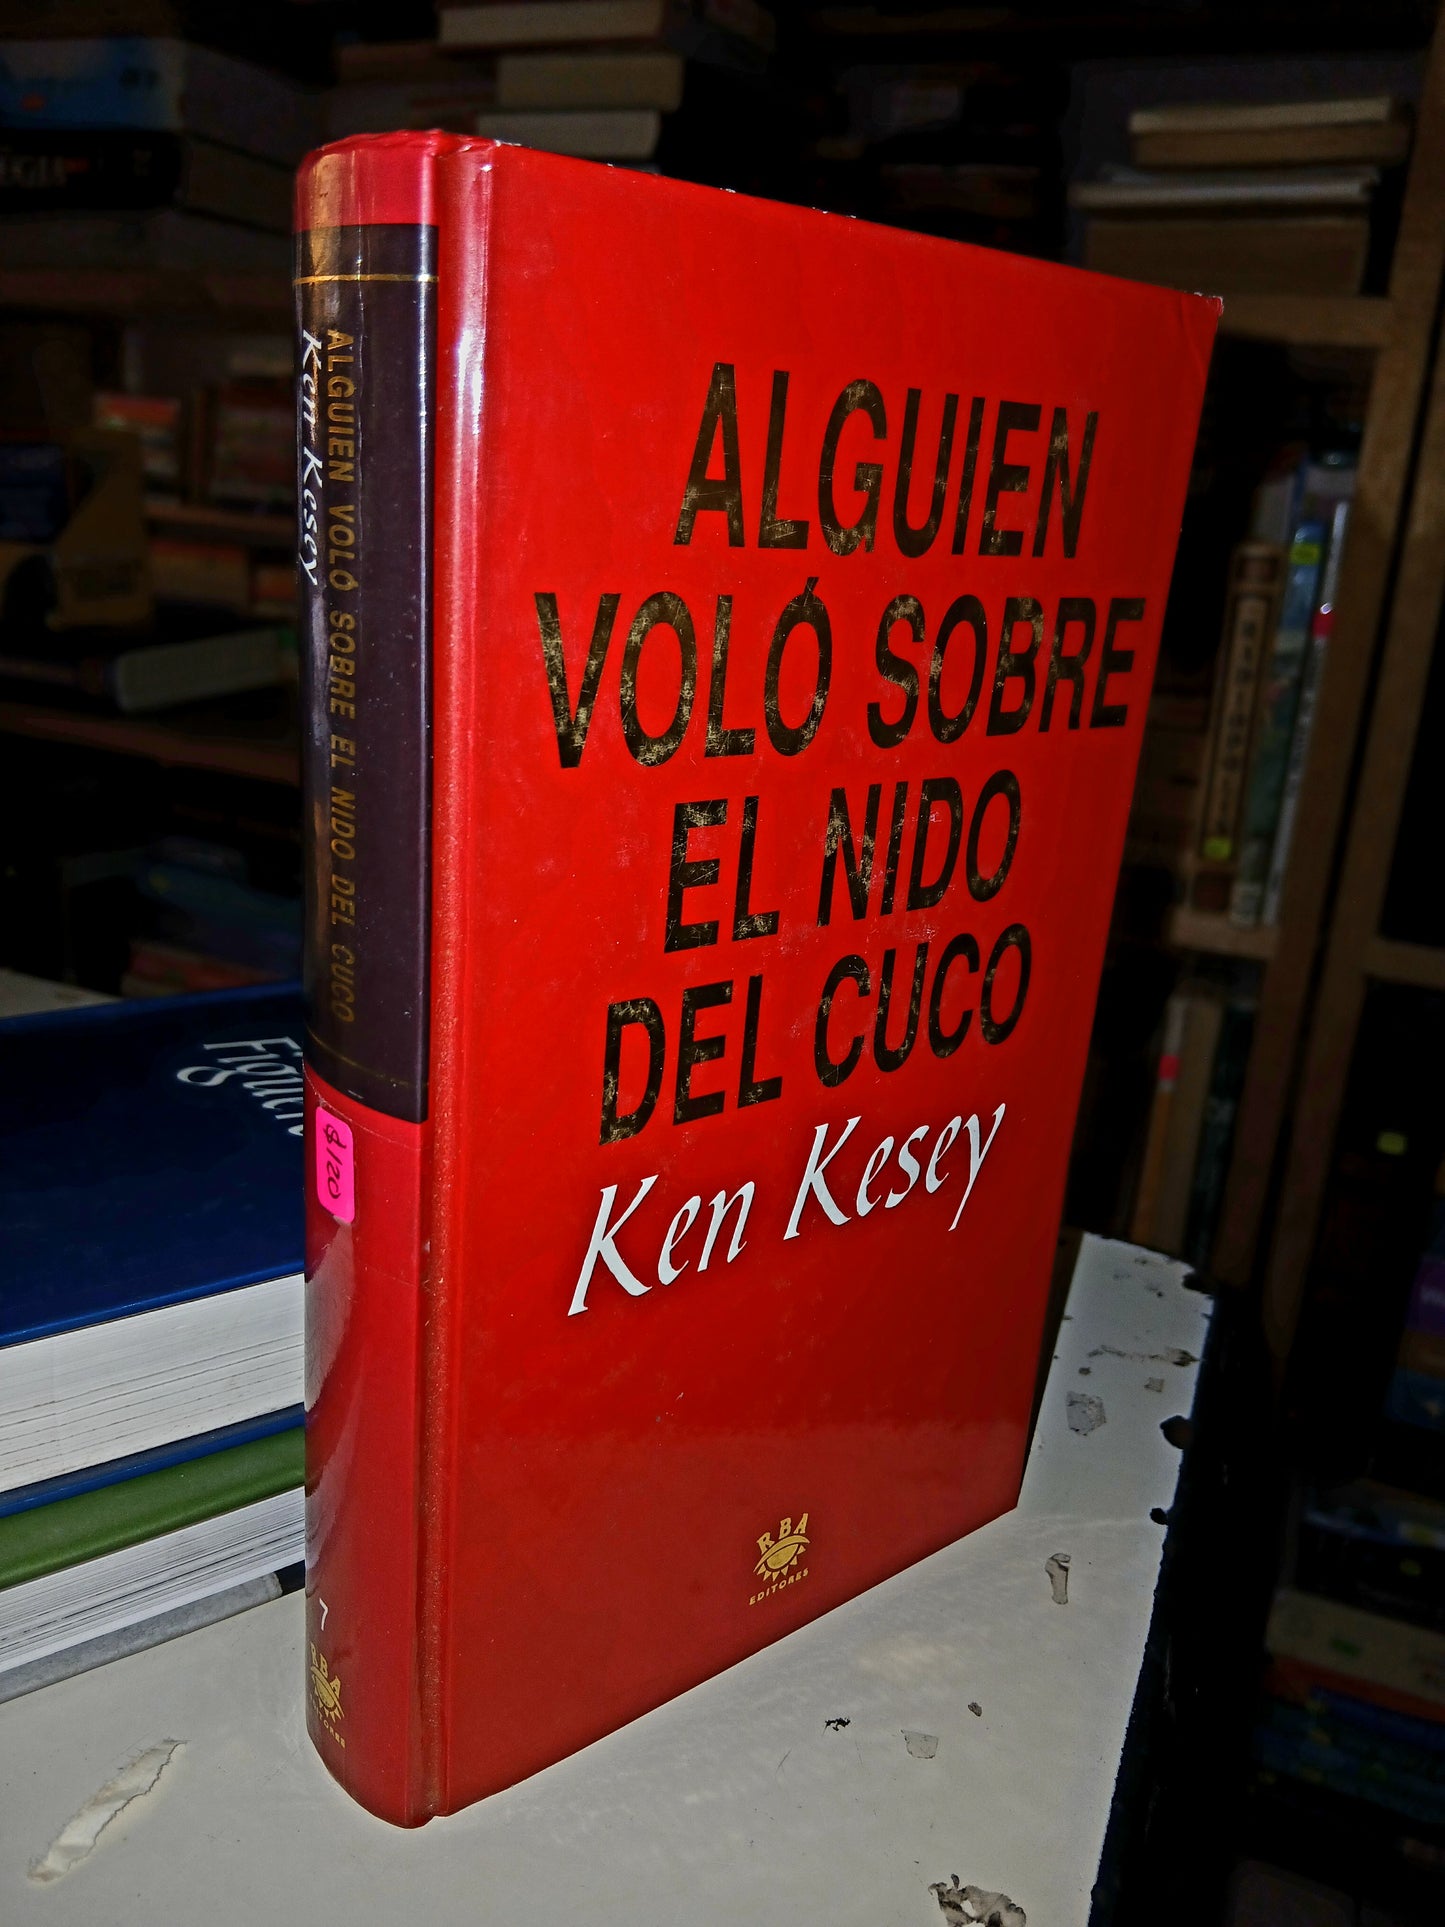 ALGUIEN VOLÓ SOBRE EL NIDO DEL CUCO
Ken Kesey
$120
7
RBA
EDITORES
ALGUIEN
VOLÓ SOBRE
EL NIDO
DEL CUCO
Ken Kesey
RBA
EDITORES